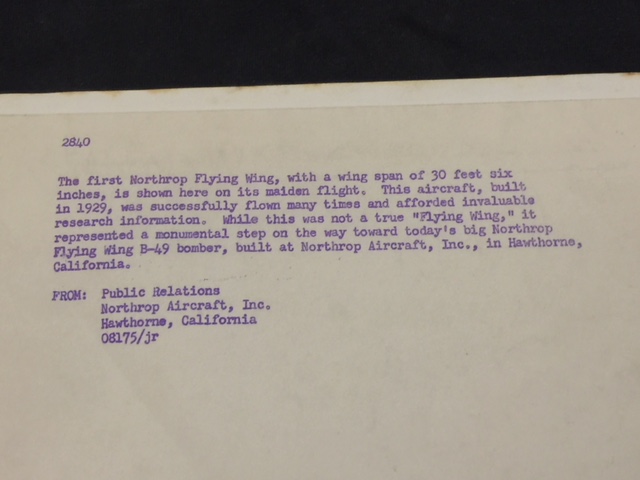 2840
The first Northrop Flying Wing, with a wing span of 30 feet six
inches, is shown here on its maiden flight. This aircraft, built
in 1929, was successfully flown many times and afforded invaluable
research information. While this was not a true "Flying Wing," it
represented a monumental step on the way toward today's big Northrop
Flying Wing B-49 bomber, built at Northrop Aircraft, Inc., in Hawthorne,
California.
FROM: Public Relations
Northrop Aircraft, Inc.
Hawthorne, California
08175/jr